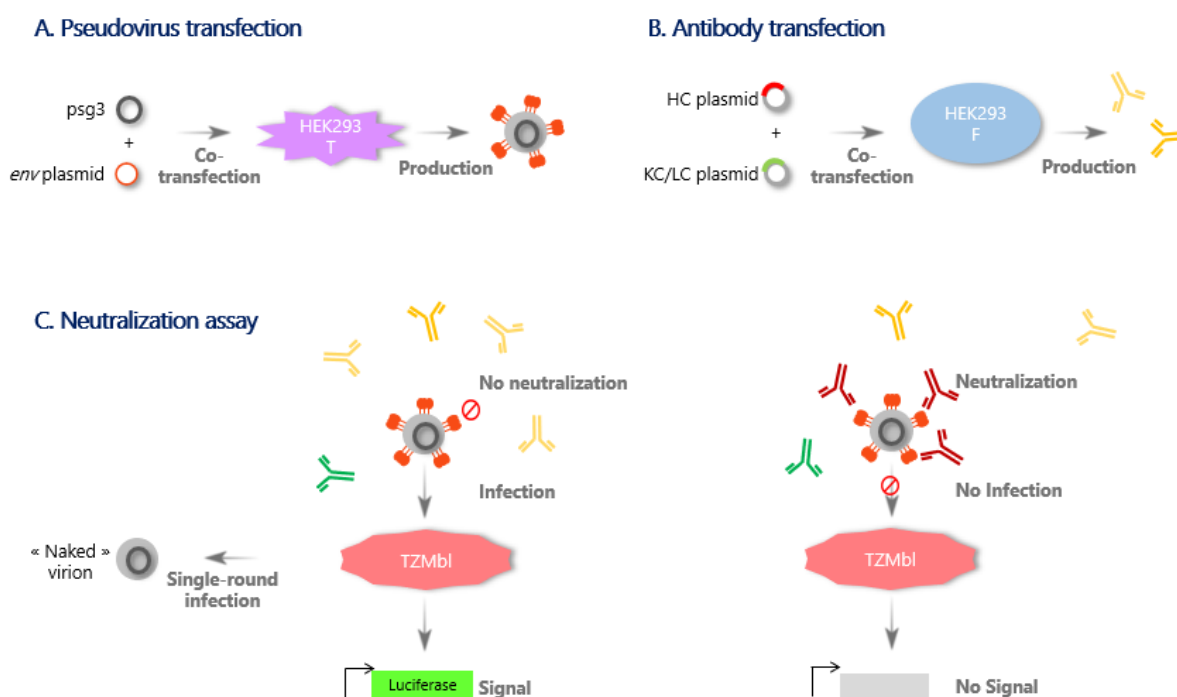 A. Pseudovirus transfection
psg3
+
env plasmid
Co-
transfection
HEK293
T
Production
B. Antibody transfection
HC plasmid
+
KC/LC plasmid
Co-
transfection
HEK293
F
Production
C. Neutralization assay
No neutralization
Infection
TZMbl
« Naked »
virion
Single-round
infection
Luciferase
Signal
Neutralization
No Infection
TZMbl
No Signal